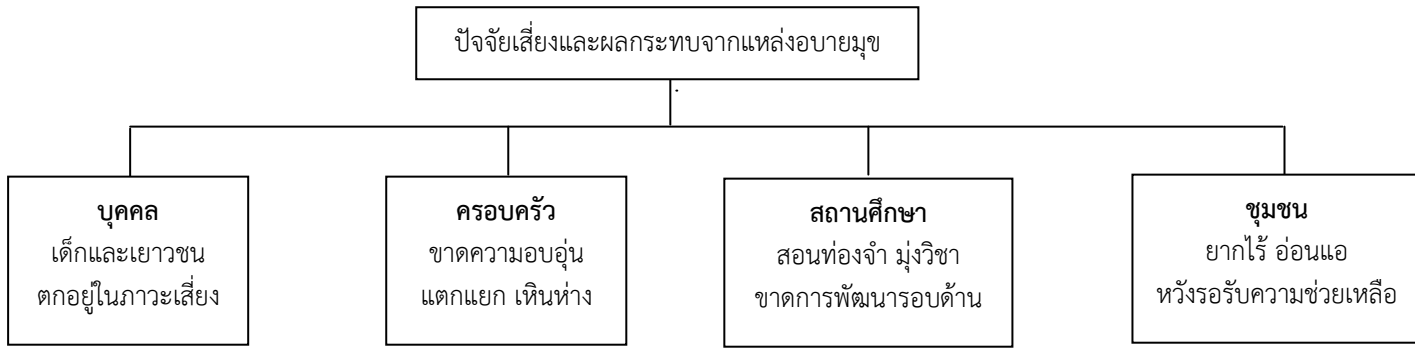 ปัจจัยเสี่ยงและผลกระทบจากแหล่งอบายมุข
บุคคล
เด็กและเยาวชน
ตกอยู่ในภาวะเสี่ยง
ครอบครัว
ขาดความอบอุ่น
แตกแยก เหินห่าง
สถานศึกษา
สอนท่องจำ มุ่งวิชา
ขาดการพัฒนารอบด้าน
ชุมชน
ยากไร้ อ่อนแอ
หวังรอรับความช่วยเหลือ